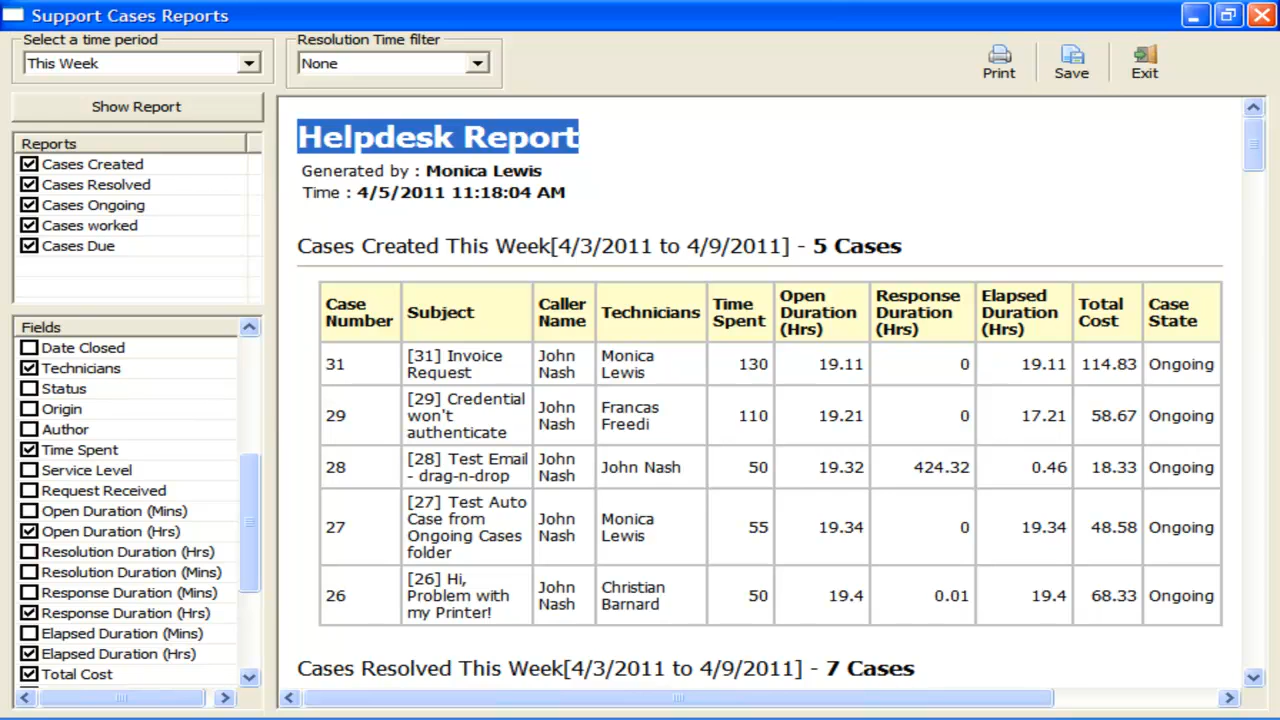 Support Cases Reports
Select a time period
This Week
Resolution Time filter
None
Print
Save
Exit
Show Report
Reports
Cases Created
Cases Resolved
Cases Ongoing
Cases worked
Cases Due
Fields
Date Closed
Technicians
Status
Origin
Author
Time Spent
Service Level
Request Received
Open Duration (Mins)
Open Duration (Hrs)
Resolution Duration (Hrs)
Resolution Duration (Mins)
Response Duration (Mins)
Response Duration (Hrs)
Elapsed Duration (Mins)
Elapsed Duration (Hrs)
Total Cost
Helpdesk Report
Generated by : Monica Lewis
Time : 4/5/2011 11:18:04 AM
Cases Created This Week[4/3/2011 to 4/9/2011] - 5 Cases
Case Number Subject Caller Name Technicians Time Spent Open Duration (Hrs) Response Duration (Hrs) Elapsed Duration (Hrs) Total Cost Case State
31 [31] Invoice Request John Nash Monica Lewis 130 19.11 0 19.11 114.83 Ongoing
29 [29] Credential won't authenticate John Nash Francas Freedi 110 19.21 0 17.21 58.67 Ongoing
28 [28] Test Email - drag-n-drop John Nash John Nash 50 19.32 424.32 0.46 18.33 Ongoing
27 [27] Test Auto Case from Ongoing Cases folder John Nash Monica Lewis 55 19.34 0 19.34 48.58 Ongoing
26 [26] Hi, Problem with my Printer! John Nash Christian Barnard 50 19.4 0.01 19.4 68.33 Ongoing
Cases Resolved This Week[4/3/2011 to 4/9/2011] - 7 Cases